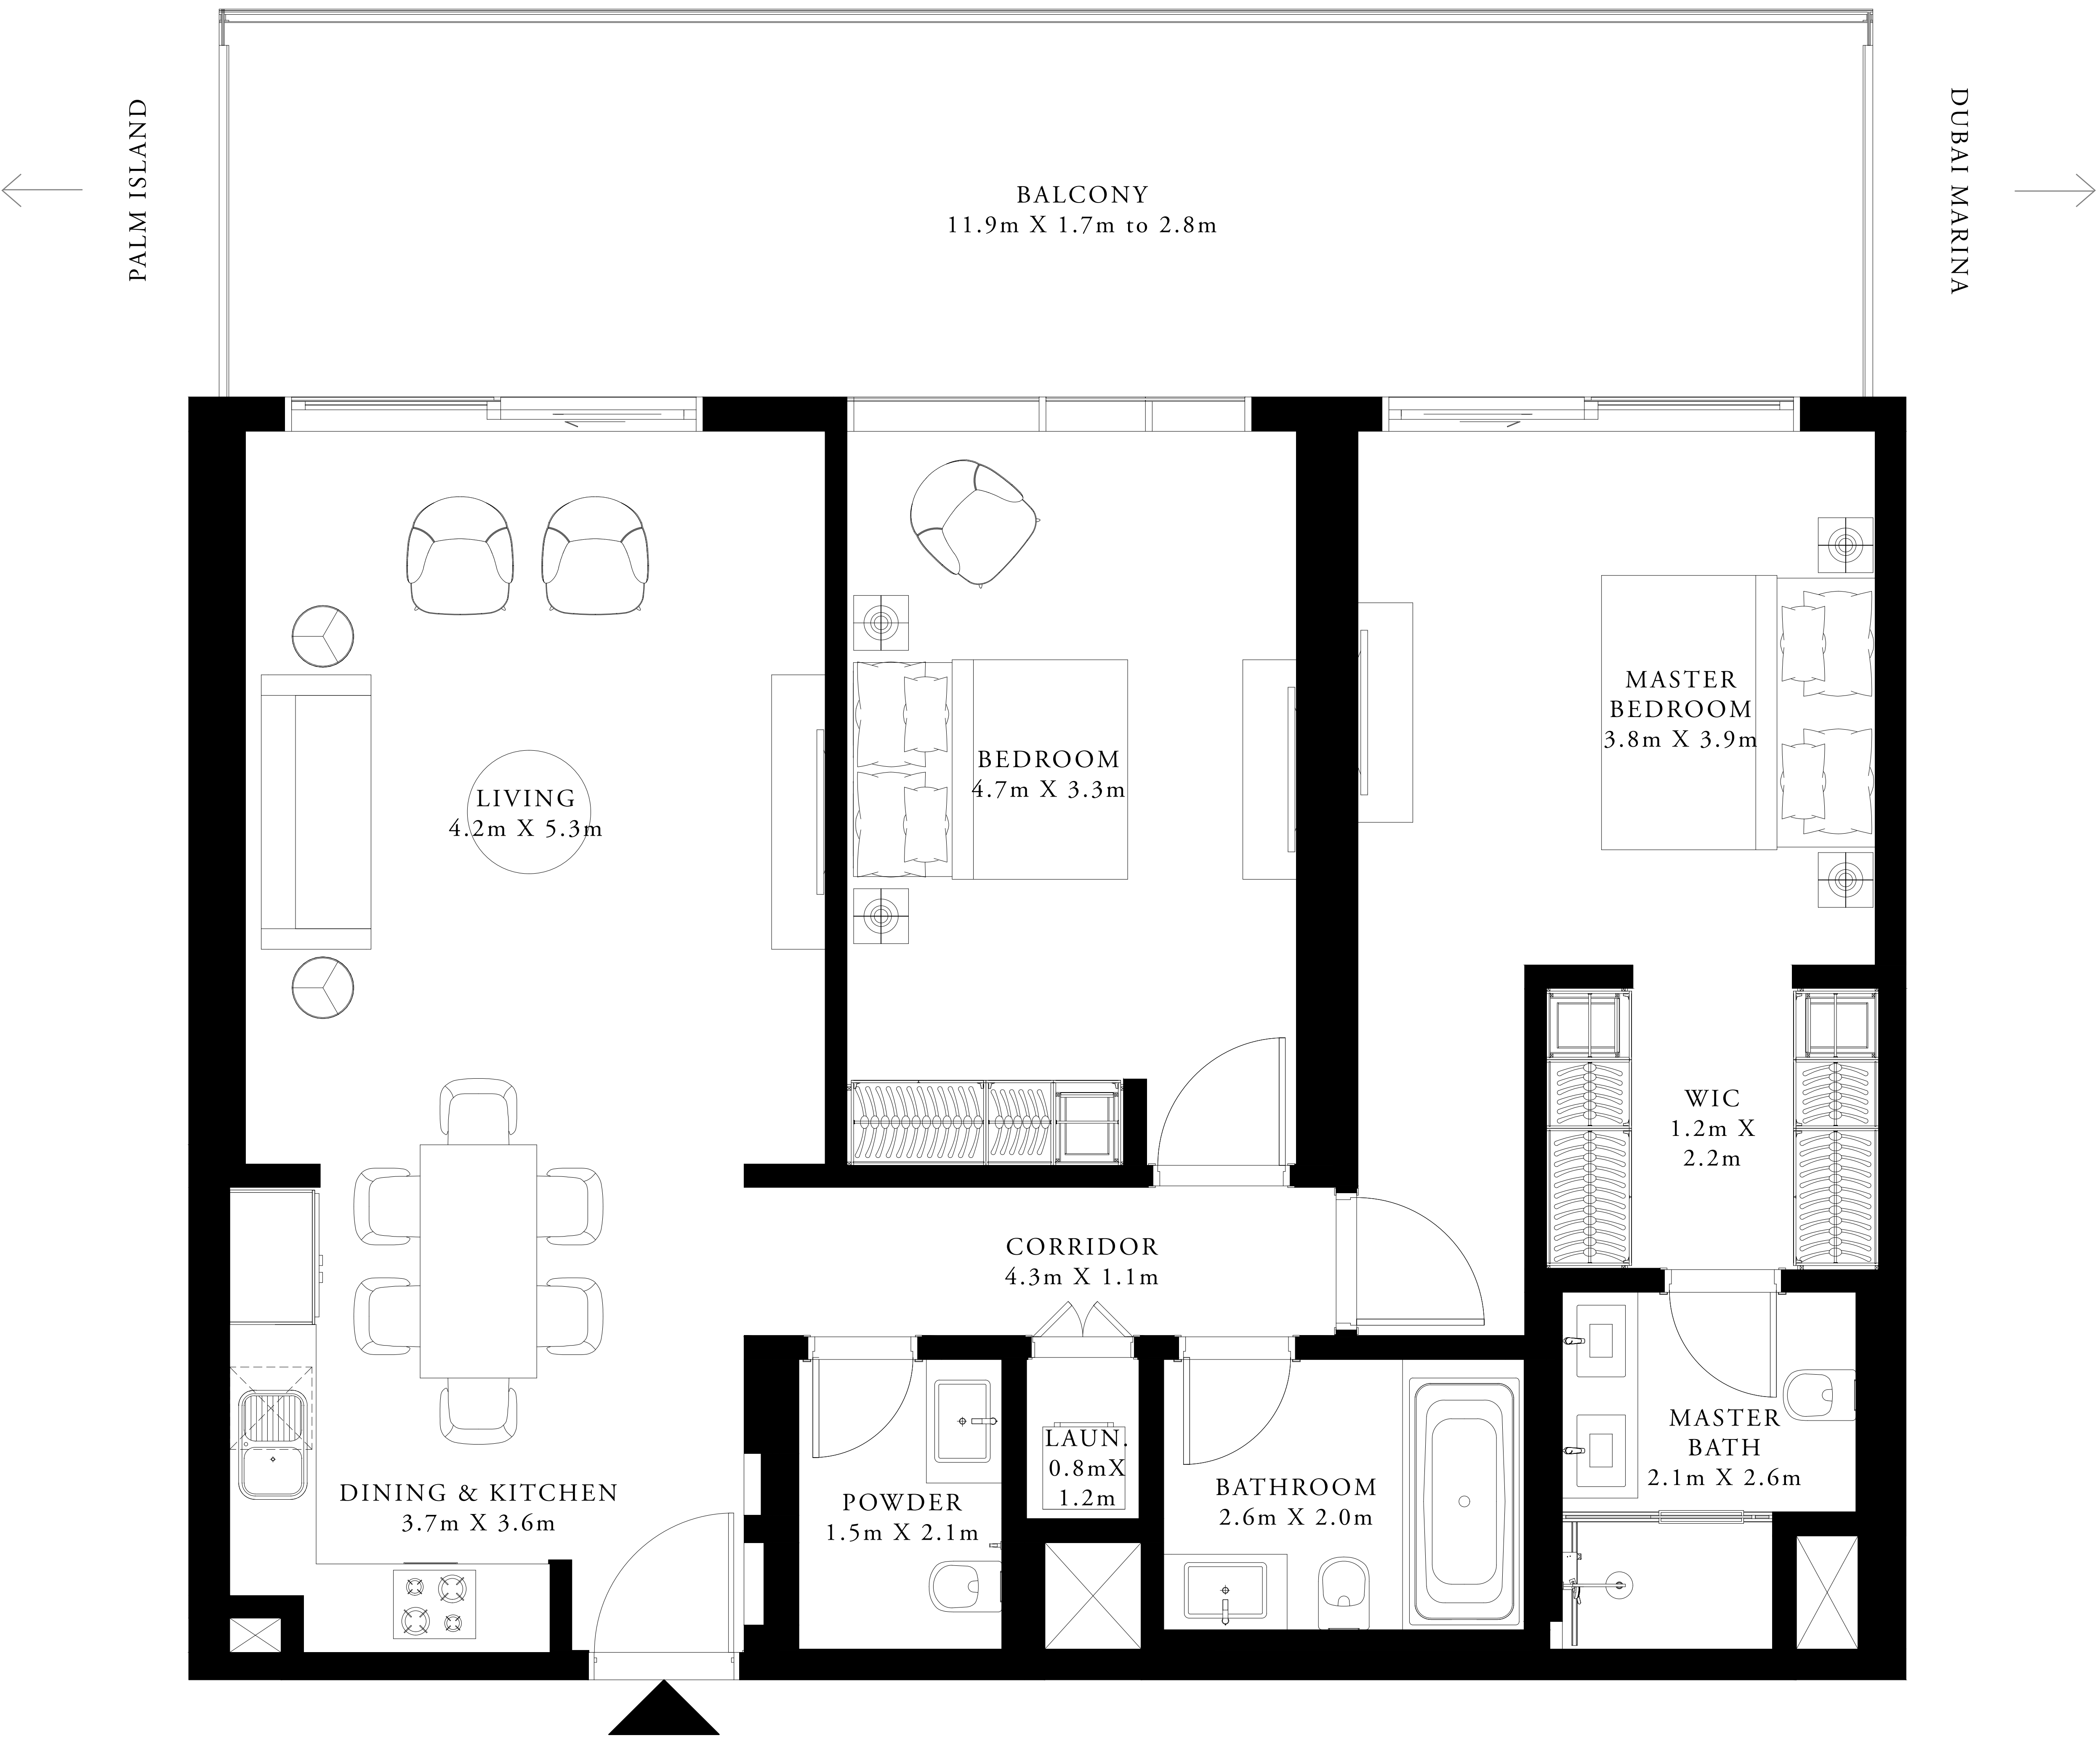 PALM ISLAND
DUBAI MARINA
BALCONY
11.9m X 1.7m to 2.8m
MASTER
BEDROOM
3.8m X 3.9m
BEDROOM
4.7m X 3.3m
LIVING
4.2m X 5.3m
WIC
1.2m X
2.2m
CORRIDOR
4.3m X 1.1m
MASTER
BATH
2.1m X 2.6m
LAUN.
0.8mX
1.2m
BATHROOM
2.6m X 2.0m
POWDER
1.5m X 2.1m
DINING & KITCHEN
3.7m X 3.6m